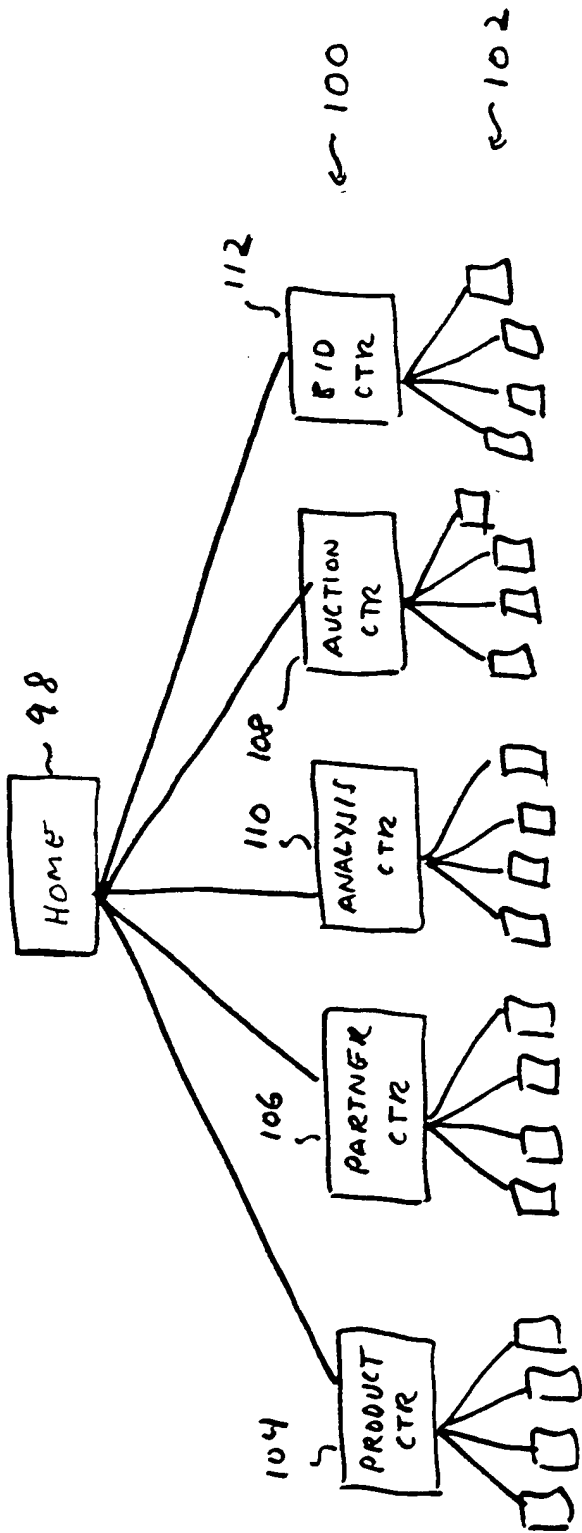 HOME
98
112
BID
CTR
100
108
AUCTION
CTR
110
ANALYSIS
CTR
106
PARTNER
CTR
104
PRODUCT
CTR
102